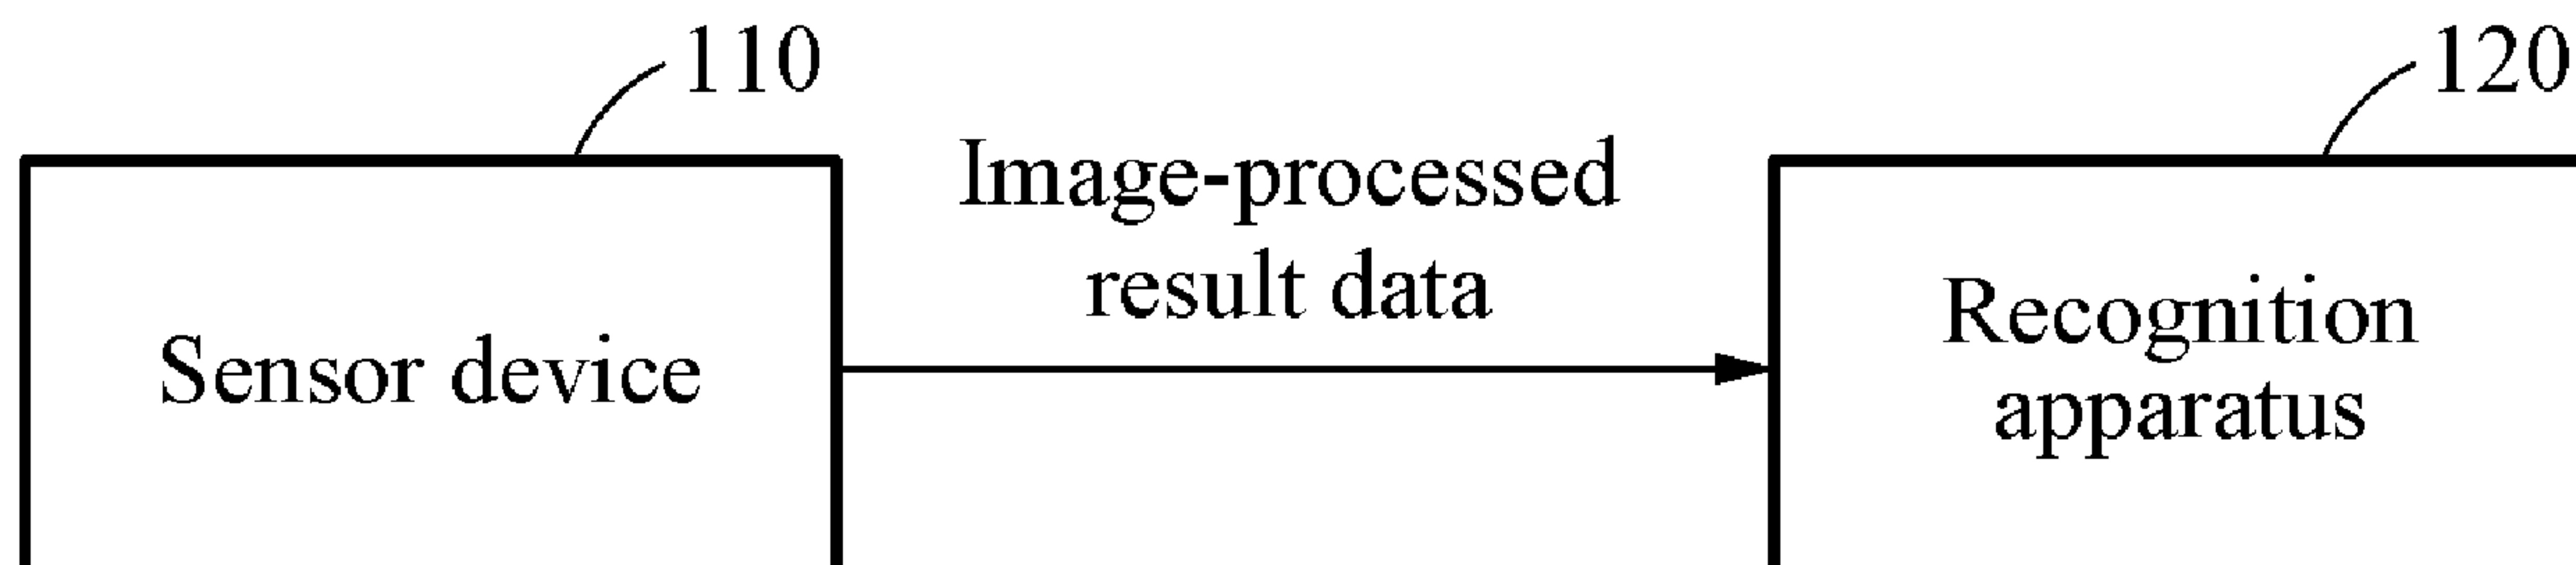 110
120
Image-processed
result data
Sensor device
Recognition
apparatus